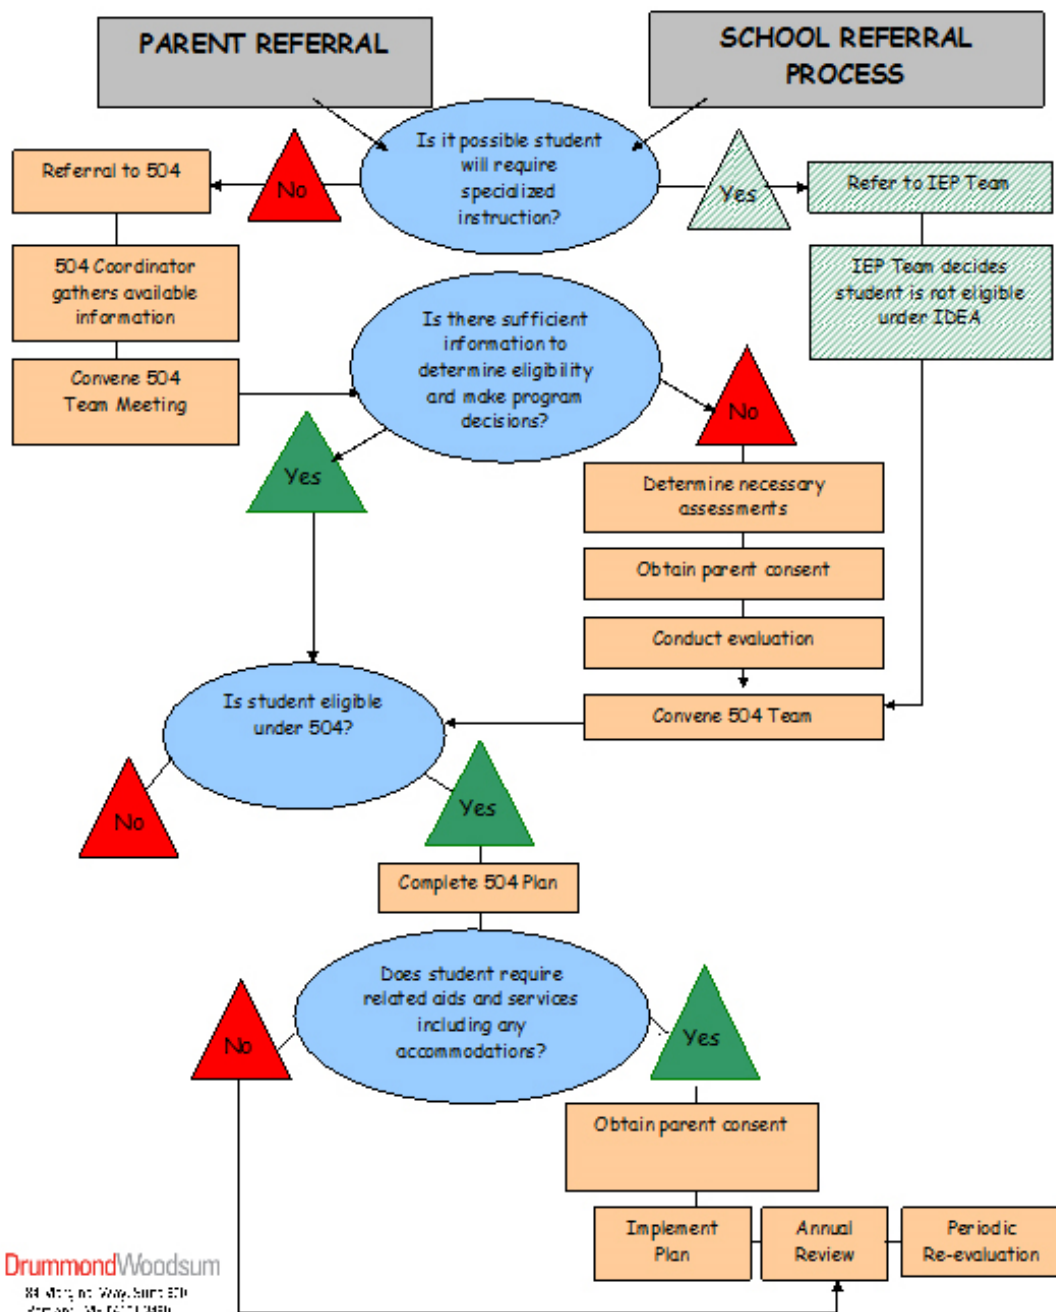 PARENT REFERRAL
SCHOOL REFERRAL
PROCESS
Is it possible student
will require
specialized
instruction?
No
Yes
Referral to 504
Refer to IEP Team
504 Coordinator
gathers available
information
IEP Team decides
student is not eligible
under IDEA
Is there sufficient
information to
determine eligibility
and make program
decisions?
Convene 504
Team Meeting
No
Yes
Determine necessary
assessments
Obtain parent consent
Conduct evaluation
Convene 504 Team
Is student eligible
under 504?
No
Yes
Complete 504 Plan
Does student require
related aids and services
including any
accommodations?
No
Yes
Obtain parent consent
Implement
Plan
Annual
Review
Periodic
Re-evaluation
DrummondWoodsum
84 Marginal Way,